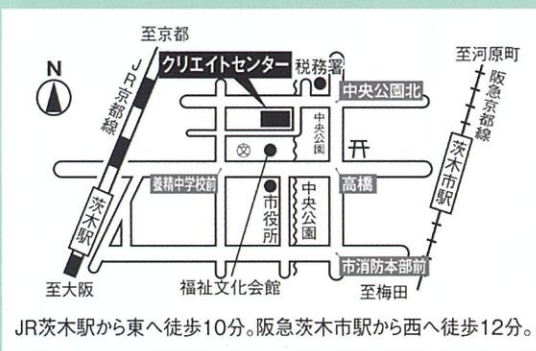 至京都
N
JR京都線
クリエイトセンター
税務署
中央公園北
至河原町
阪急京都線
中央公園
文
養精中学校前
高橋
茨木駅
茨木市駅
市役所
中央公園
市消防本部前
至大阪
福祉文化会館
至梅田
JR茨木駅から東へ徒歩10分。阪急茨木市駅から西へ徒歩12分。